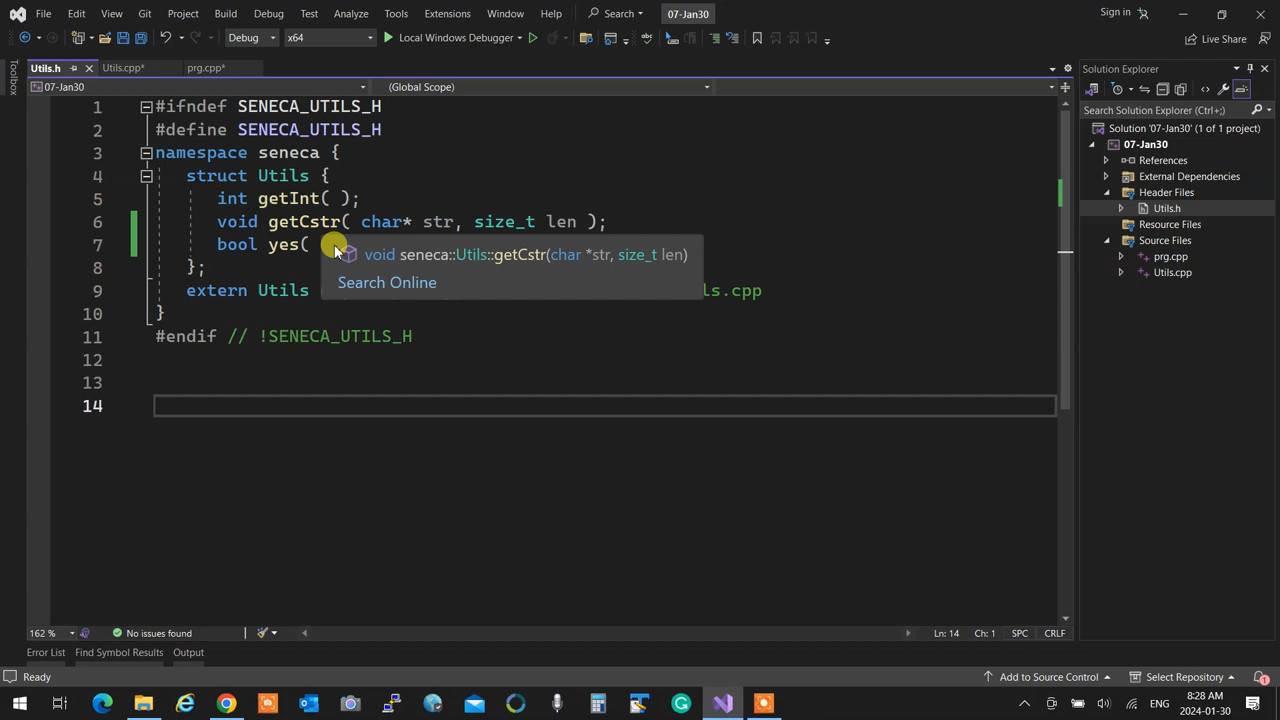 File Edit View Git Project Build Debug Test Analyze Tools Extensions Window Help Search 07-Jan30 Sign in
Debug x64 Local Windows Debugger Live Share
Toolbox
Utils.h Utils.cpp* prg.cpp*
07-Jan30 (Global Scope)
1 #ifndef SENECA_UTILS_H
2 #define SENECA_UTILS_H
3 namespace seneca {
4 struct Utils {
5 int getInt( );
6 void getCstr( char* str, size_t len );
7 bool yes(
8 };
9 extern Utils ls.cpp
10 }
11 #endif // !SENECA_UTILS_H
12
13
14
void seneca::Utils::getCstr(char *str, size_t len)
Search Online
Solution Explorer
Search Solution Explorer (Ctrl+;)
Solution '07-Jan30' (1 of 1 project)
07-Jan30
References
External Dependencies
Header Files
Utils.h
Resource Files
Source Files
prg.cpp
Utils.cpp
162 % No issues found Ln: 14 Ch: 1 SPC CRLF
Error List Find Symbol Results Output
Ready Add to Source Control Select Repository 1
ENG 8:28 AM
2024-01-30